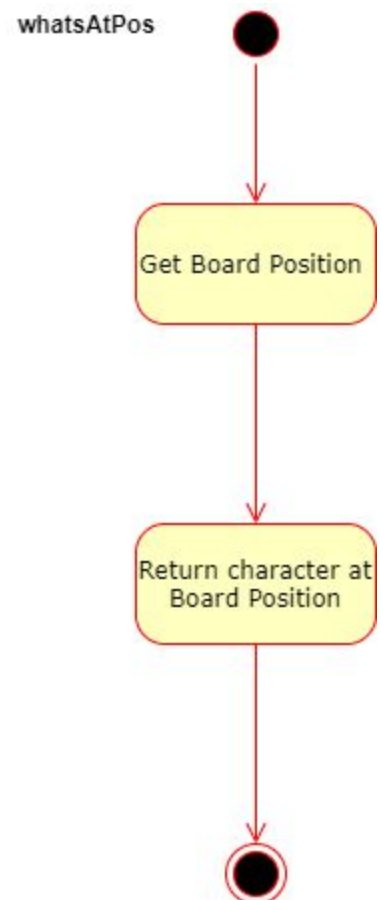 whatsAtPos
Get Board Position
Return character at
Board Position